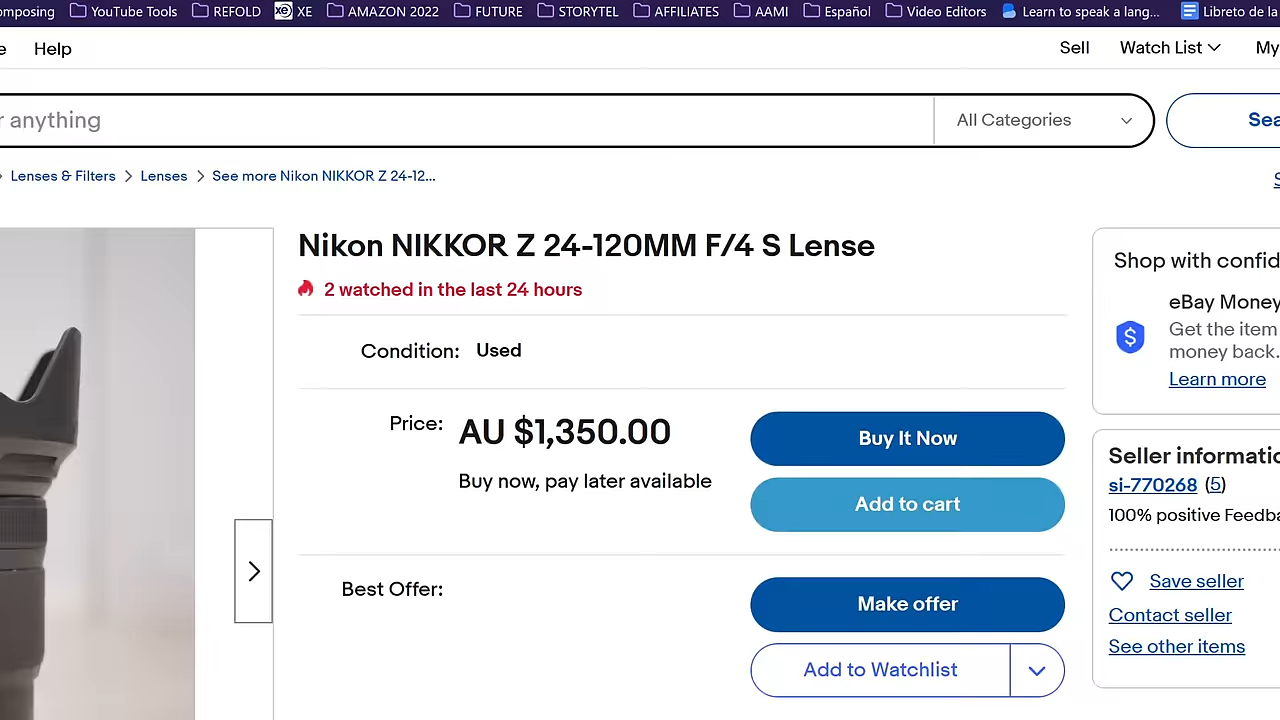 omposing YouTube Tools REFOLD XE XE AMAZON 2022 FUTURE STORYTEL AFFILIATES AAMI Español Video Editors Learn to speak a lang... Libreto de la
e Help Sell Watch List My
r anything All Categories Sea
Lenses & Filters > Lenses > See more Nikon NIKKOR Z 24-12...
S
Nikon NIKKOR Z 24-120MM F/4 S Lense
2 watched in the last 24 hours
Condition: Used
Price: AU $1,350.00
Buy now, pay later available
Buy It Now
Add to cart
Best Offer:
Make offer
Add to Watchlist
Shop with confid
eBay Money
Get the item
money back.
Learn more
Seller informatio
si-770268 (5)
100% positive Feedba
Save seller
Contact seller
See other items